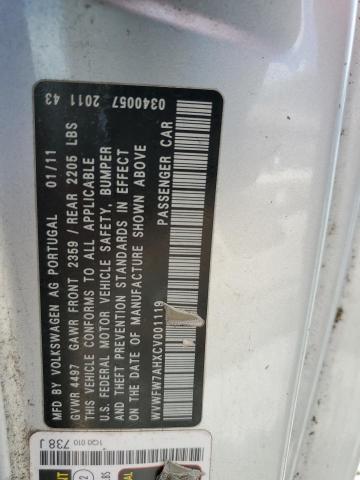 MFD BY VOLKSWAGEN AG PORTUGAL 01/11 0340057 2011 43
GVWR 4497 GAWR FRONT 2359 / REAR 2205 LBS
THIS VEHICLE CONFORMS TO ALL APPLICABLE
U.S. FEDERAL MOTOR VEHICLE SAFETY, BUMPER
AND THEFT PREVENTION STANDARDS IN EFFECT
ON THE DATE OF MANUFACTURE SHOWN ABOVE
WVWFW7AHXCV001119 PASSENGER CAR
1Q0 010 738 J